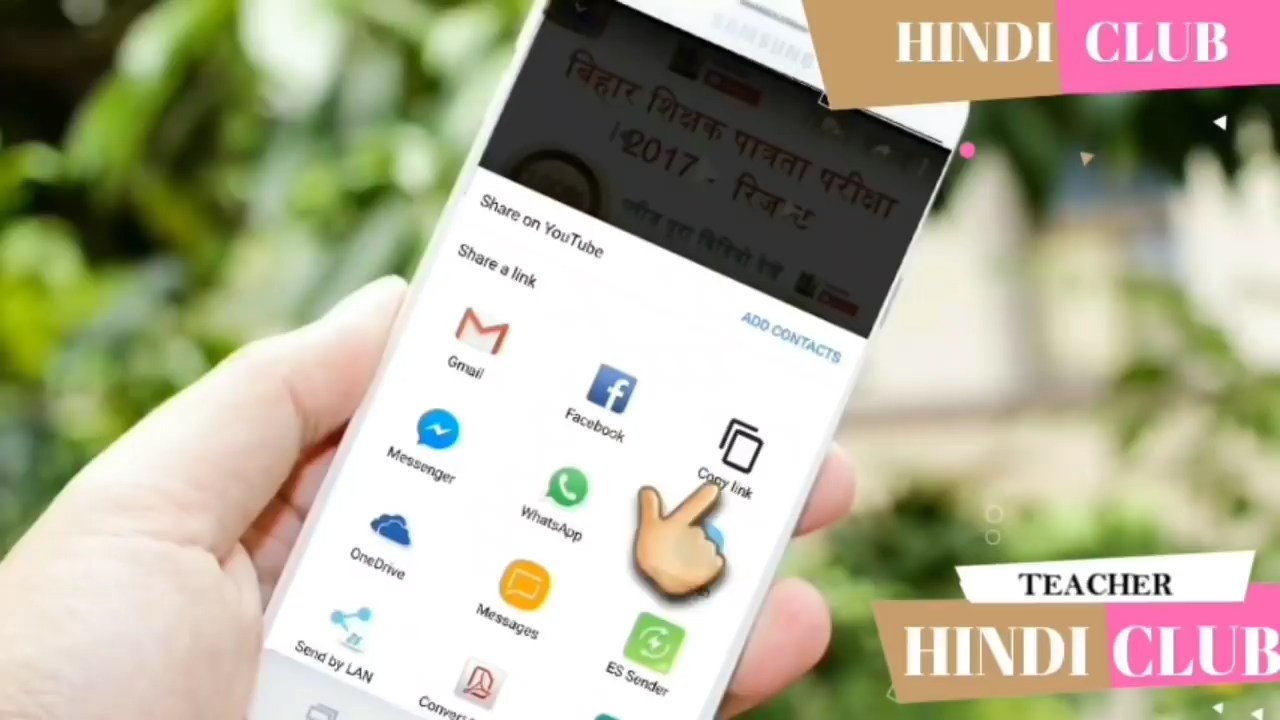 HINDI CLUB
SAMSUNG
बिहार शिक्षक पात्रता परीक्षा
2017 -
Share on YouTube
Share a link
ADD CONTACTS
Gmail
Facebook
Copy link
Messenger
WhatsApp
OneDrive
Messages
Send by LAN
ES Sender
TEACHER
HINDI CLUB